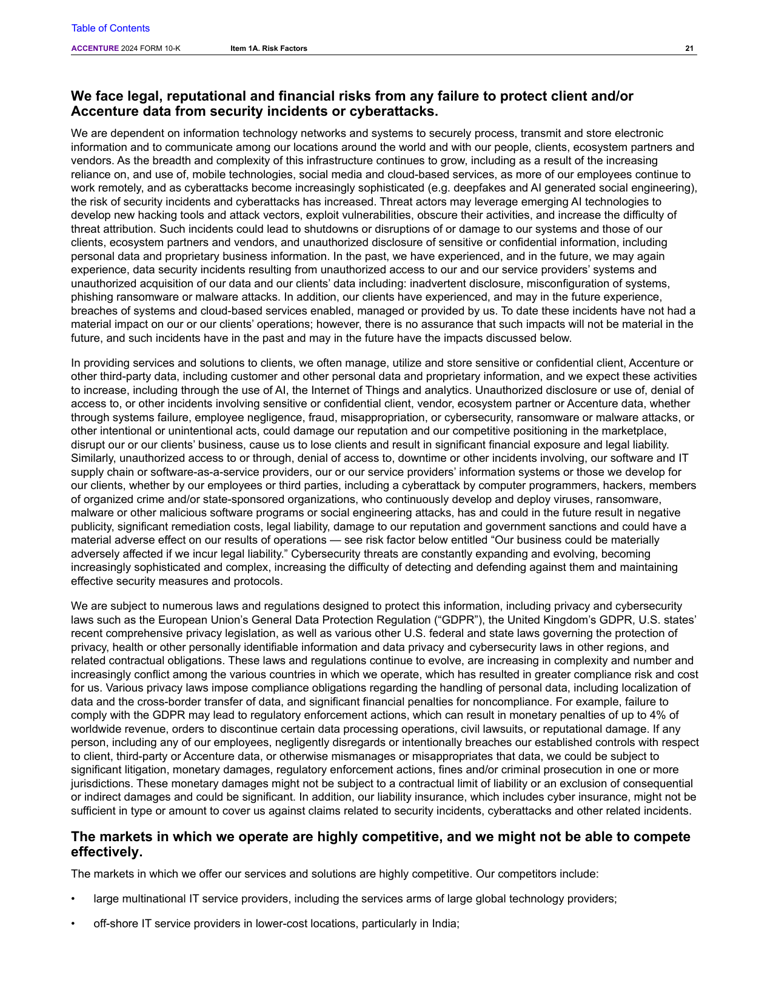 Table of Contents
ACCENTURE 2024 FORM 10-K Item 1A. Risk Factors 21
We face legal, reputational and financial risks from any failure to protect client and/or
Accenture data from security incidents or cyberattacks.
We are dependent on information technology networks and systems to securely process, transmit and store electronic
information and to communicate among our locations around the world and with our people, clients, ecosystem partners and
vendors. As the breadth and complexity of this infrastructure continues to grow, including as a result of the increasing
reliance on, and use of, mobile technologies, social media and cloud-based services, as more of our employees continue to
work remotely, and as cyberattacks become increasingly sophisticated (e.g. deepfakes and AI generated social engineering),
the risk of security incidents and cyberattacks has increased. Threat actors may leverage emerging AI technologies to
develop new hacking tools and attack vectors, exploit vulnerabilities, obscure their activities, and increase the difficulty of
threat attribution. Such incidents could lead to shutdowns or disruptions of or damage to our systems and those of our
clients, ecosystem partners and vendors, and unauthorized disclosure of sensitive or confidential information, including
personal data and proprietary business information. In the past, we have experienced, and in the future, we may again
experience, data security incidents resulting from unauthorized access to our and our service providers' systems and
unauthorized acquisition of our data and our clients' data including: inadvertent disclosure, misconfiguration of systems,
phishing ransomware or malware attacks. In addition, our clients have experienced, and may in the future experience,
breaches of systems and cloud-based services enabled, managed or provided by us. To date these incidents have not had a
material impact on our or our clients' operations; however, there is no assurance that such impacts will not be material in the
future, and such incidents have in the past and may in the future have the impacts discussed below.
In providing services and solutions to clients, we often manage, utilize and store sensitive or confidential client, Accenture or
other third-party data, including customer and other personal data and proprietary information, and we expect these activities
to increase, including through the use of AI, the Internet of Things and analytics. Unauthorized disclosure or use of, denial of
access to, or other incidents involving sensitive or confidential client, vendor, ecosystem partner or Accenture data, whether
through systems failure, employee negligence, fraud, misappropriation, or cybersecurity, ransomware or malware attacks, or
other intentional or unintentional acts, could damage our reputation and our competitive positioning in the marketplace,
disrupt our or our clients' business, cause us to lose clients and result in significant financial exposure and legal liability.
Similarly, unauthorized access to or through, denial of access to, downtime or other incidents involving, our software and IT
supply chain or software-as-a-service providers, our or our service providers' information systems or those we develop for
our clients, whether by our employees or third parties, including a cyberattack by computer programmers, hackers, members
of organized crime and/or state-sponsored organizations, who continuously develop and deploy viruses, ransomware,
malware or other malicious software programs or social engineering attacks, has and could in the future result in negative
publicity, significant remediation costs, legal liability, damage to our reputation and government sanctions and could have a
material adverse effect on our results of operations — see risk factor below entitled “Our business could be materially
adversely affected if we incur legal liability.” Cybersecurity threats are constantly expanding and evolving, becoming
increasingly sophisticated and complex, increasing the difficulty of detecting and defending against them and maintaining
effective security measures and protocols.
We are subject to numerous laws and regulations designed to protect this information, including privacy and cybersecurity
laws such as the European Union's General Data Protection Regulation (“GDPR”), the United Kingdom's GDPR, U.S. states'
recent comprehensive privacy legislation, as well as various other U.S. federal and state laws governing the protection of
privacy, health or other personally identifiable information and data privacy and cybersecurity laws in other regions, and
related contractual obligations. These laws and regulations continue to evolve, are increasing in complexity and number and
increasingly conflict among the various countries in which we operate, which has resulted in greater compliance risk and cost
for us. Various privacy laws impose compliance obligations regarding the handling of personal data, including localization of
data and the cross-border transfer of data, and significant financial penalties for noncompliance. For example, failure to
comply with the GDPR may lead to regulatory enforcement actions, which can result in monetary penalties of up to 4% of
worldwide revenue, orders to discontinue certain data processing operations, civil lawsuits, or reputational damage. If any
person, including any of our employees, negligently disregards or intentionally breaches our established controls with respect
to client, third-party or Accenture data, or otherwise mismanages or misappropriates that data, we could be subject to
significant litigation, monetary damages, regulatory enforcement actions, fines and/or criminal prosecution in one or more
jurisdictions. These monetary damages might not be subject to a contractual limit of liability or an exclusion of consequential
or indirect damages and could be significant. In addition, our liability insurance, which includes cyber insurance, might not be
sufficient in type or amount to cover us against claims related to security incidents, cyberattacks and other related incidents.
The markets in which we operate are highly competitive, and we might not be able to compete
effectively.
The markets in which we offer our services and solutions are highly competitive. Our competitors include:
• large multinational IT service providers, including the services arms of large global technology providers;
• off-shore IT service providers in lower-cost locations, particularly in India;